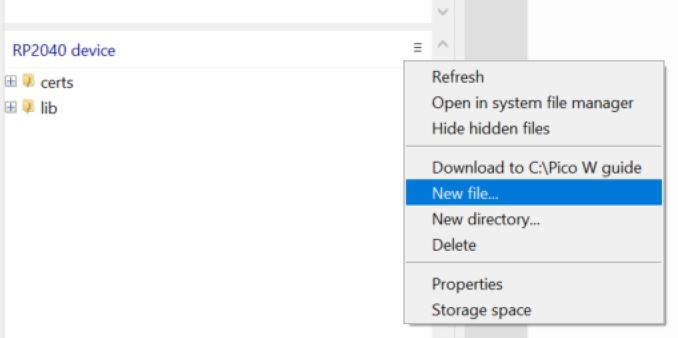 RP2040 device
certs
lib
Refresh
Open in system file manager
Hide hidden files
Download to C:\Pico W guide
New file...
New directory...
Delete
Properties
Storage space